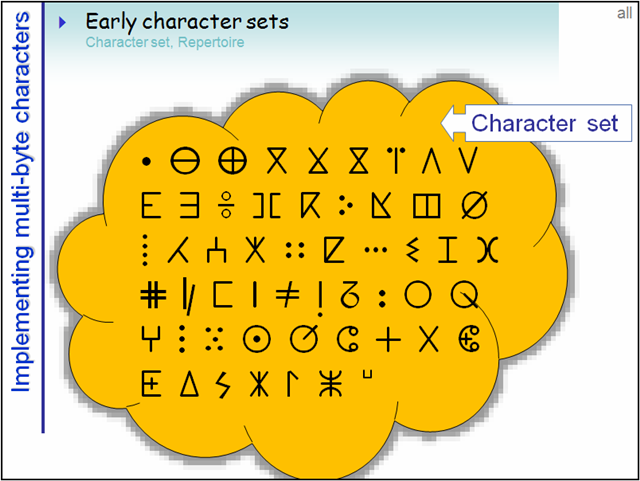 all
Early character sets
Character set, Repertoire
Implementing multi-byte characters
Character set
• ⴱ ⴲ ⴳ ⴴ ⴵ ⴶ ⴷ ⴸ
ⴹ ⴺ ⴻ ⴼ ⴽ ⴾ ⴿ ⵀ ⵁ
ⵂ ⵃ ⵄ ⵅ ⵆ ⵇ ⵈ ⵉ ⵊ ⵋ
ⵌ ⵍ ⵎ ⵏ ⵐ ⵑ ⵒ ⵓ ⵔ ⵕ
ⵖ ⵗ ⵘ ⵙ ⵚ ⵛ ⵜ ⵝ ⵞ
ⵟ ⵠ ⵢ ⵣ ⵤ ⵥ ⵯ